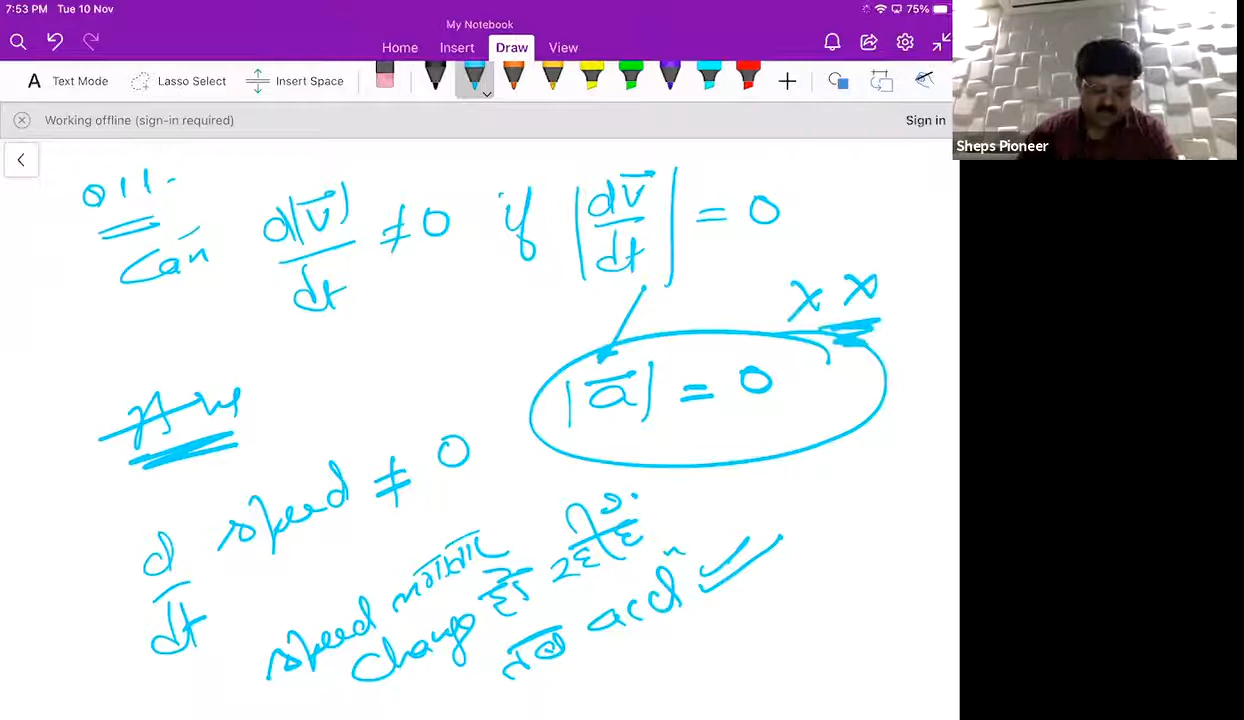 7:53 PM Tue 10 Nov
75%
My Notebook
Home Insert Draw View
A Text Mode Lasso Select Insert Space
Working offline (sign-in required) Sign in
Sheps Pioneer
Q11.
Can d|v⃗|/dt ≠ 0 if |dv⃗/dt| = 0
x x
|a⃗| = 0
Ans
d/dt speed ≠ 0
speed
change
तब accⁿ